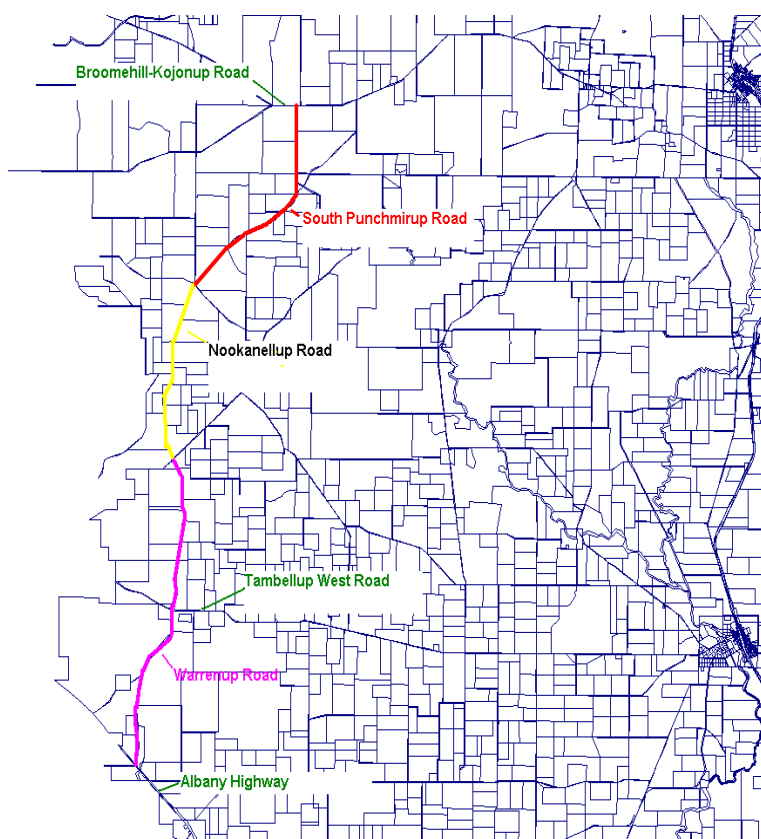 Broomehill-Kojonup Road
South Punchmirup Road
Nookanellup Road
Tambellup West Road
Warrenup Road
Albany Highway